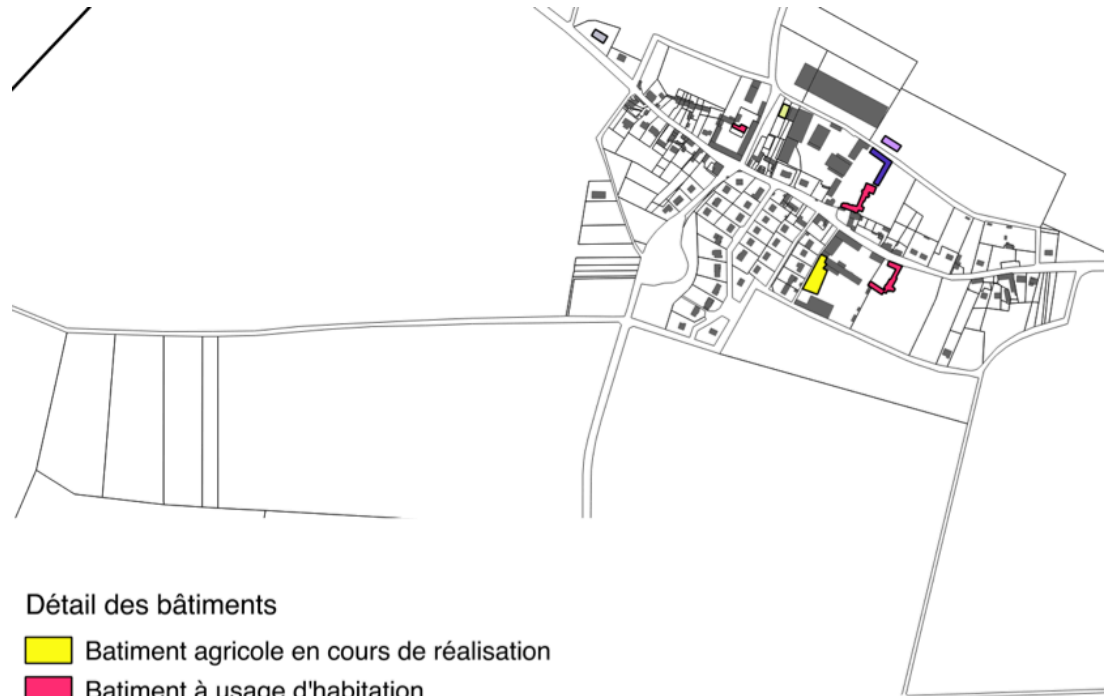 Détail des bâtiments
Batiment agricole en cours de réalisation
Batiment à usage d'habitation